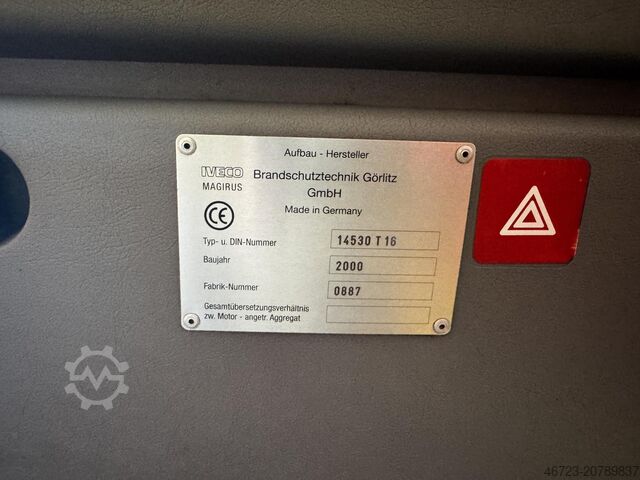 Aufbau - Hersteller
IVECO
MAGIRUS
Brandschutztechnik Görlitz
GmbH
Made in Germany
CE
Typ- u. DIN-Nummer 14530 T 16
Baujahr 2000
Fabrik-Nummer 0887
Gesamtübersetzungsverhältnis
zw. Motor - angetr. Aggregat
46723-20789837